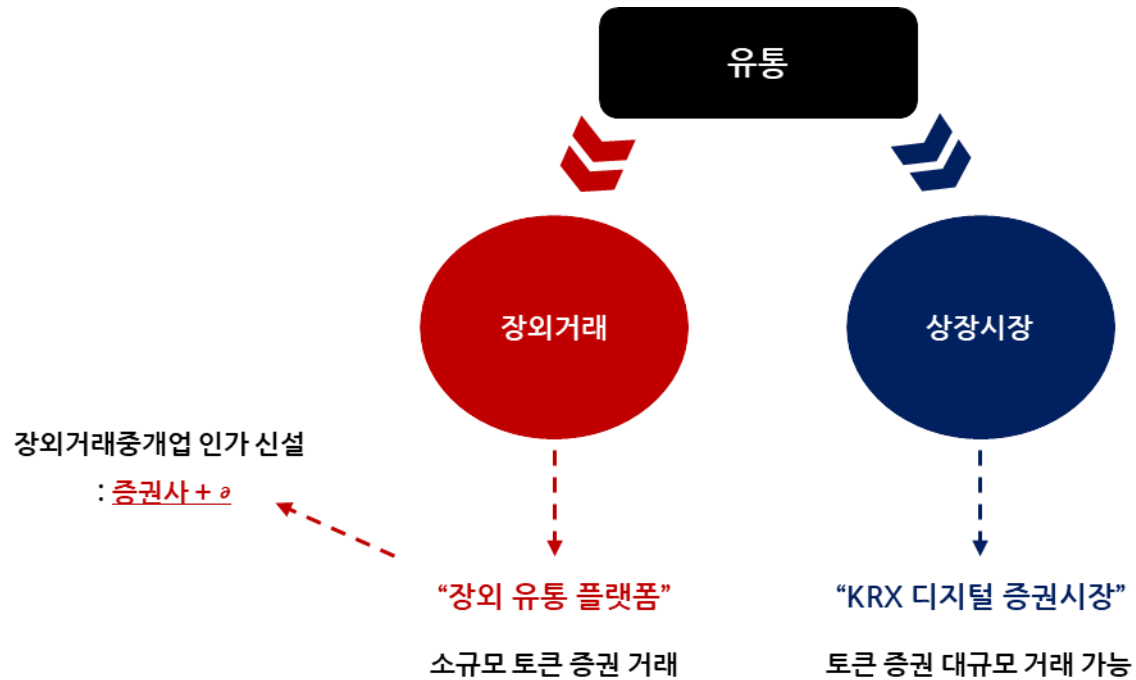 유통
장외거래
상장시장
장외거래중개업 인가 신설
: 증권사 + ∂
“장외 유통 플랫폼”
“KRX 디지털 증권시장”
소규모 토큰 증권 거래
토큰 증권 대규모 거래 가능